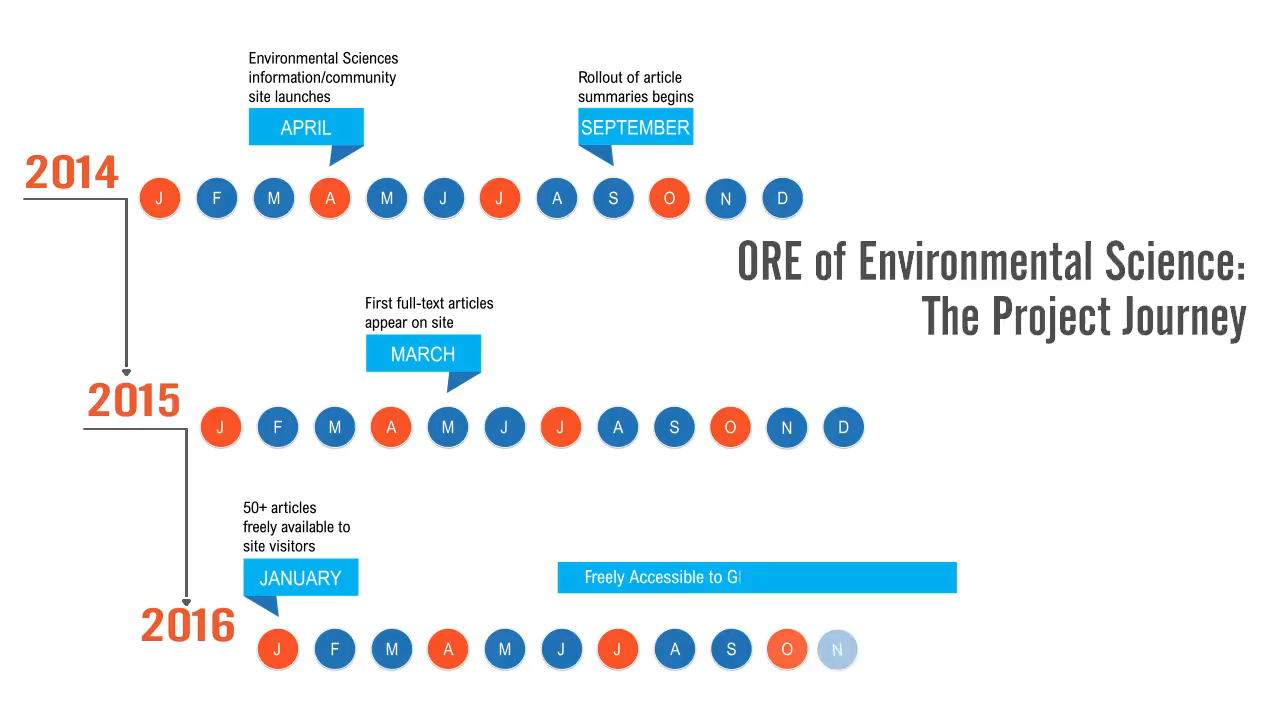 Environmental Sciences
information/community
site launches
APRIL
Rollout of article
summaries begins
SEPTEMBER
2014
J F M A M J J A S O N D
ORE of Environmental Science:
The Project Journey
First full-text articles
appear on site
MARCH
2015
J F M A M J J A S O N D
50+ articles
freely available to
site visitors
JANUARY
Freely Accessible to
2016
J F M A M J J A S O N